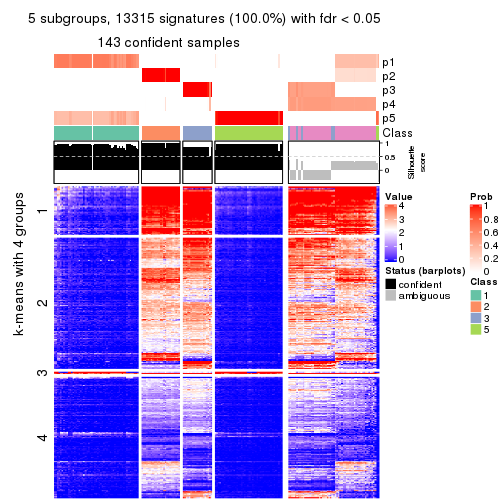 5 subgroups, 13315 signatures (100.0%) with fdr < 0.05
143 confident samples
p1
p2
p3
p4
p5
Class
1
0.5
0
Silhouette
score
k-means with 4 groups
1
2
3
4
Value
4
3
2
1
0
Status (barplots)
confident
ambiguous
Prob
1
0.8
0.6
0.4
0.2
0
Class
1
2
3
5